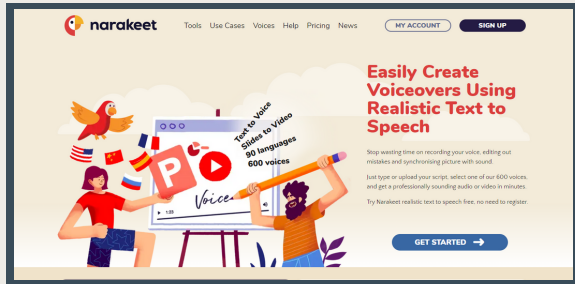 narakeet
Tools Use Cases Voices Help Pricing News
MY ACCOUNT
SIGN UP
Easily Create
Voiceovers Using
Realistic Text to
Speech
Stop wasting time on recording your voice, editing out
mistakes and synchronising picture with sound.
Just type or upload your script, select one of our 600 voices,
and get a professionally sounding audio or video in minutes.
Try Narakeet realistic text to speech free, no need to register.
GET STARTED
Text to Voice
Slides to Video
90 languages
600 voices
P
Voice
1:03